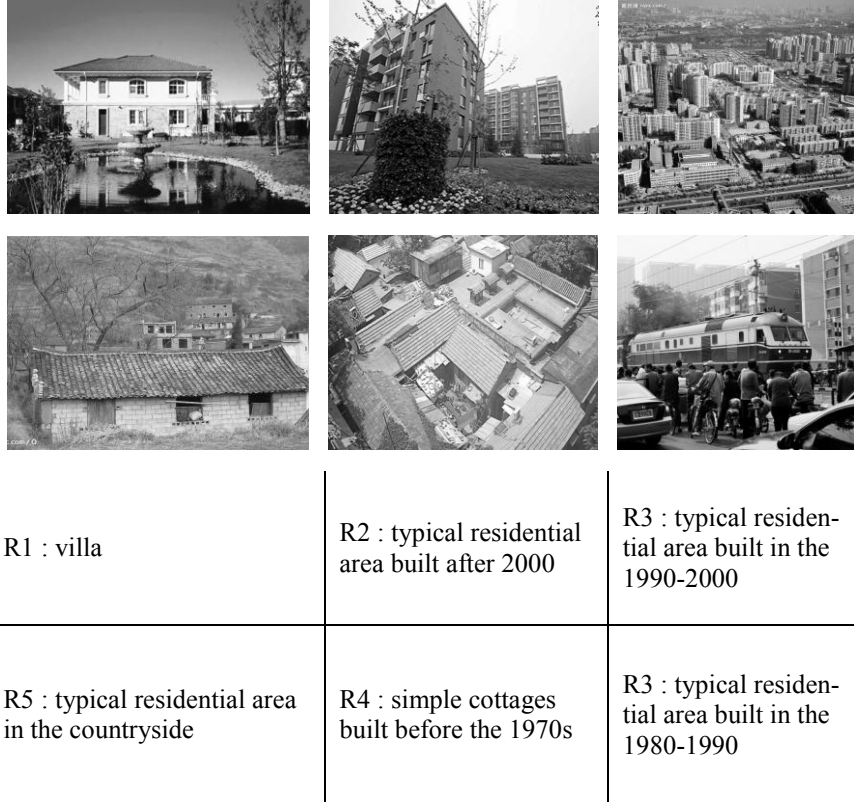 R1 : villa
R2 : typical residential
area built after 2000
R3 : typical residen-
tial area built in the
1990-2000
R5 : typical residential area
in the countryside
R4 : simple cottages
built before the 1970s
R3 : typical residen-
tial area built in the
1980-1990